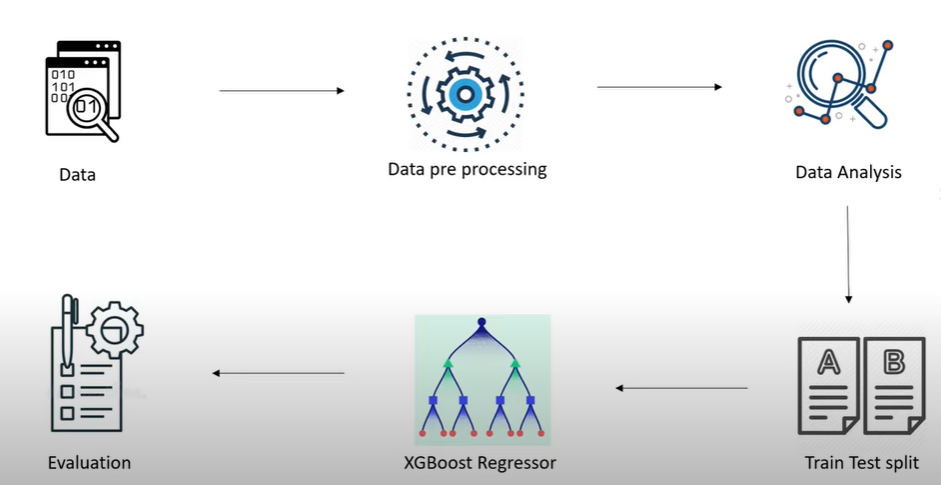 010
101
00
01
Data
Data pre processing
Data Analysis
A
B
Train Test split
XGBoost Regressor
Evaluation